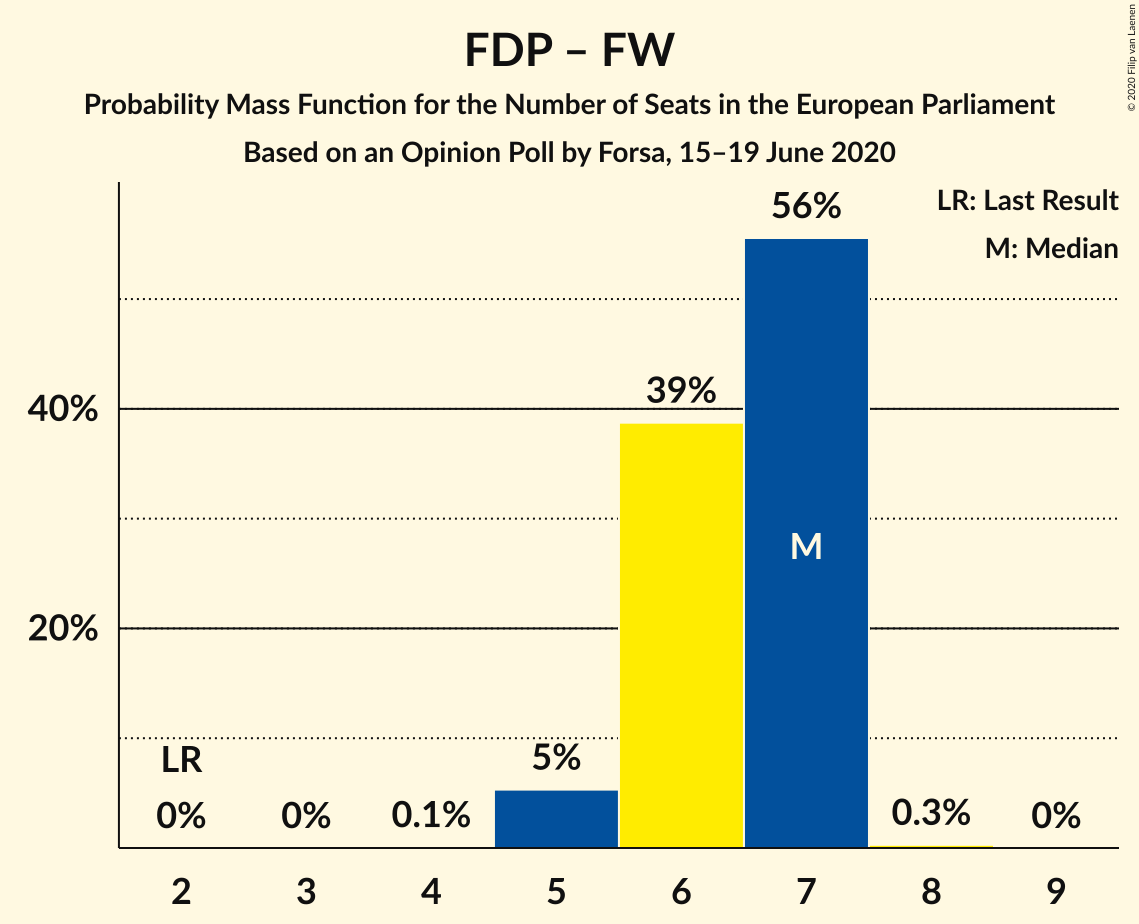 FDP – FW
Probability Mass Function for the Number of Seats in the European Parliament
Based on an Opinion Poll by Forsa, 15–19 June 2020
© 2020 Filip van Laenen
LR: Last Result
M: Median
56%
39%
40%
M
20%
LR
5%
0%
0%
0.1%
0.3%
0%
2 3 4 5 6 7 8 9